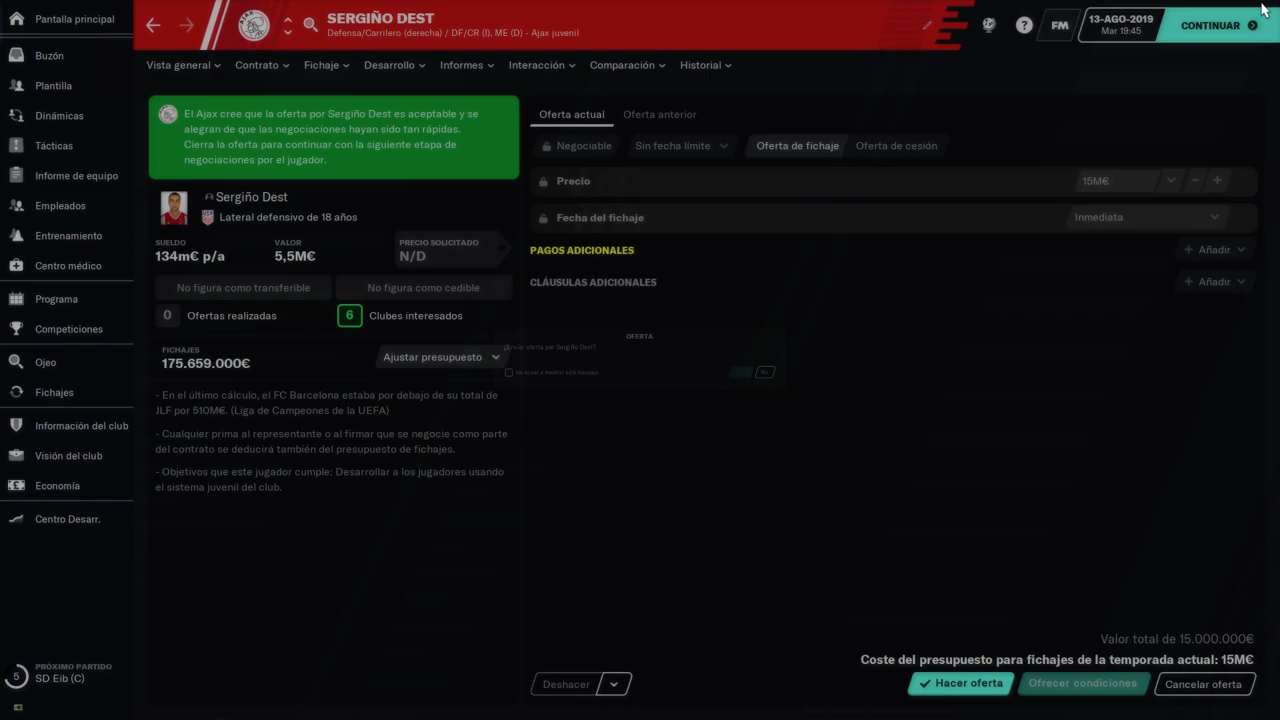 Pantalla principal
Buzón
Plantilla
Dinámicas
Tácticas
Informe de equipo
Empleados
Entrenamiento
Centro médico
Programa
Competiciones
Ojeo
Fichajes
Información del club
Visión del club
Economía
Centro Desarr.
5
PRÓXIMO PARTIDO
SD Eib (C)
SERGIÑO DEST
Defensa/Carrilero (derecha) / DF/CR (I), ME (D) - Ajax juvenil
FM
13-AGO-2019
Mar 19:45
CONTINUAR
Vista general
Contrato
Fichaje
Desarrollo
Informes
Interacción
Comparación
Historial
El Ajax cree que la oferta por Sergiño Dest es aceptable y se
alegran de que las negociaciones hayan sido tan rápidas.
Cierra la oferta para continuar con la siguiente etapa de
negociaciones por el jugador.
Sergiño Dest
Lateral defensivo de 18 años
SUELDO
134m€ p/a
VALOR
5,5M€
PRECIO SOLICITADO
N/D
No figura como transferible
No figura como cedible
0 Ofertas realizadas
6 Clubes interesados
FICHAJES
175.659.000€
Ajustar presupuesto
- En el último cálculo, el FC Barcelona estaba por debajo de su total de
JLF por 510M€. (Liga de Campeones de la UEFA)
- Cualquier prima al representante o al firmar que se negocie como parte
del contrato se deducirá también del presupuesto de fichajes.
- Objetivos que este jugador cumple: Desarrollar a los jugadores usando
el sistema juvenil del club.
Oferta actual
Oferta anterior
Negociable
Sin fecha límite
Oferta de fichaje
Oferta de cesión
Precio
15M€
Fecha del fichaje
Inmediata
PAGOS ADICIONALES
Añadir
CLÁUSULAS ADICIONALES
Añadir
OFERTA
¿Enviar oferta por Sergiño Dest?
No volver a mostrar este mensaje
No
Valor total de 15.000.000€
Coste del presupuesto para fichajes de la temporada actual: 15M€
Deshacer
Hacer oferta
Ofrecer condiciones
Cancelar oferta